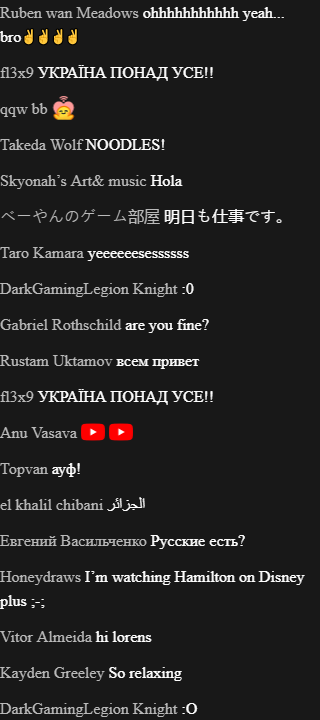 Ruben wan Meadows ohhhhhhhhhhh yeah...
bro✌✌✌✌
fl3x9 УКРАЇНА ПОНАД УСЕ!!
qqw bb
Takeda Wolf NOODLES!
Skyonah’s Art& music Hola
べーやんのゲーム部屋 明日も仕事です。
Taro Kamara yeeeeeesessssss
DarkGamingLegion Knight :0
Gabriel Rothschild are you fine?
Rustam Uktamov всем привет
fl3x9 УКРАЇНА ПОНАД УСЕ!!
Anu Vasava
Topvan ауф!
el khalil chibani الجزائر
Евгений Васильченко Русские есть?
Honeydraws I’m watching Hamilton on Disney
plus ;-;
Vitor Almeida hi lorens
Kayden Greeley So relaxing
DarkGamingLegion Knight :O